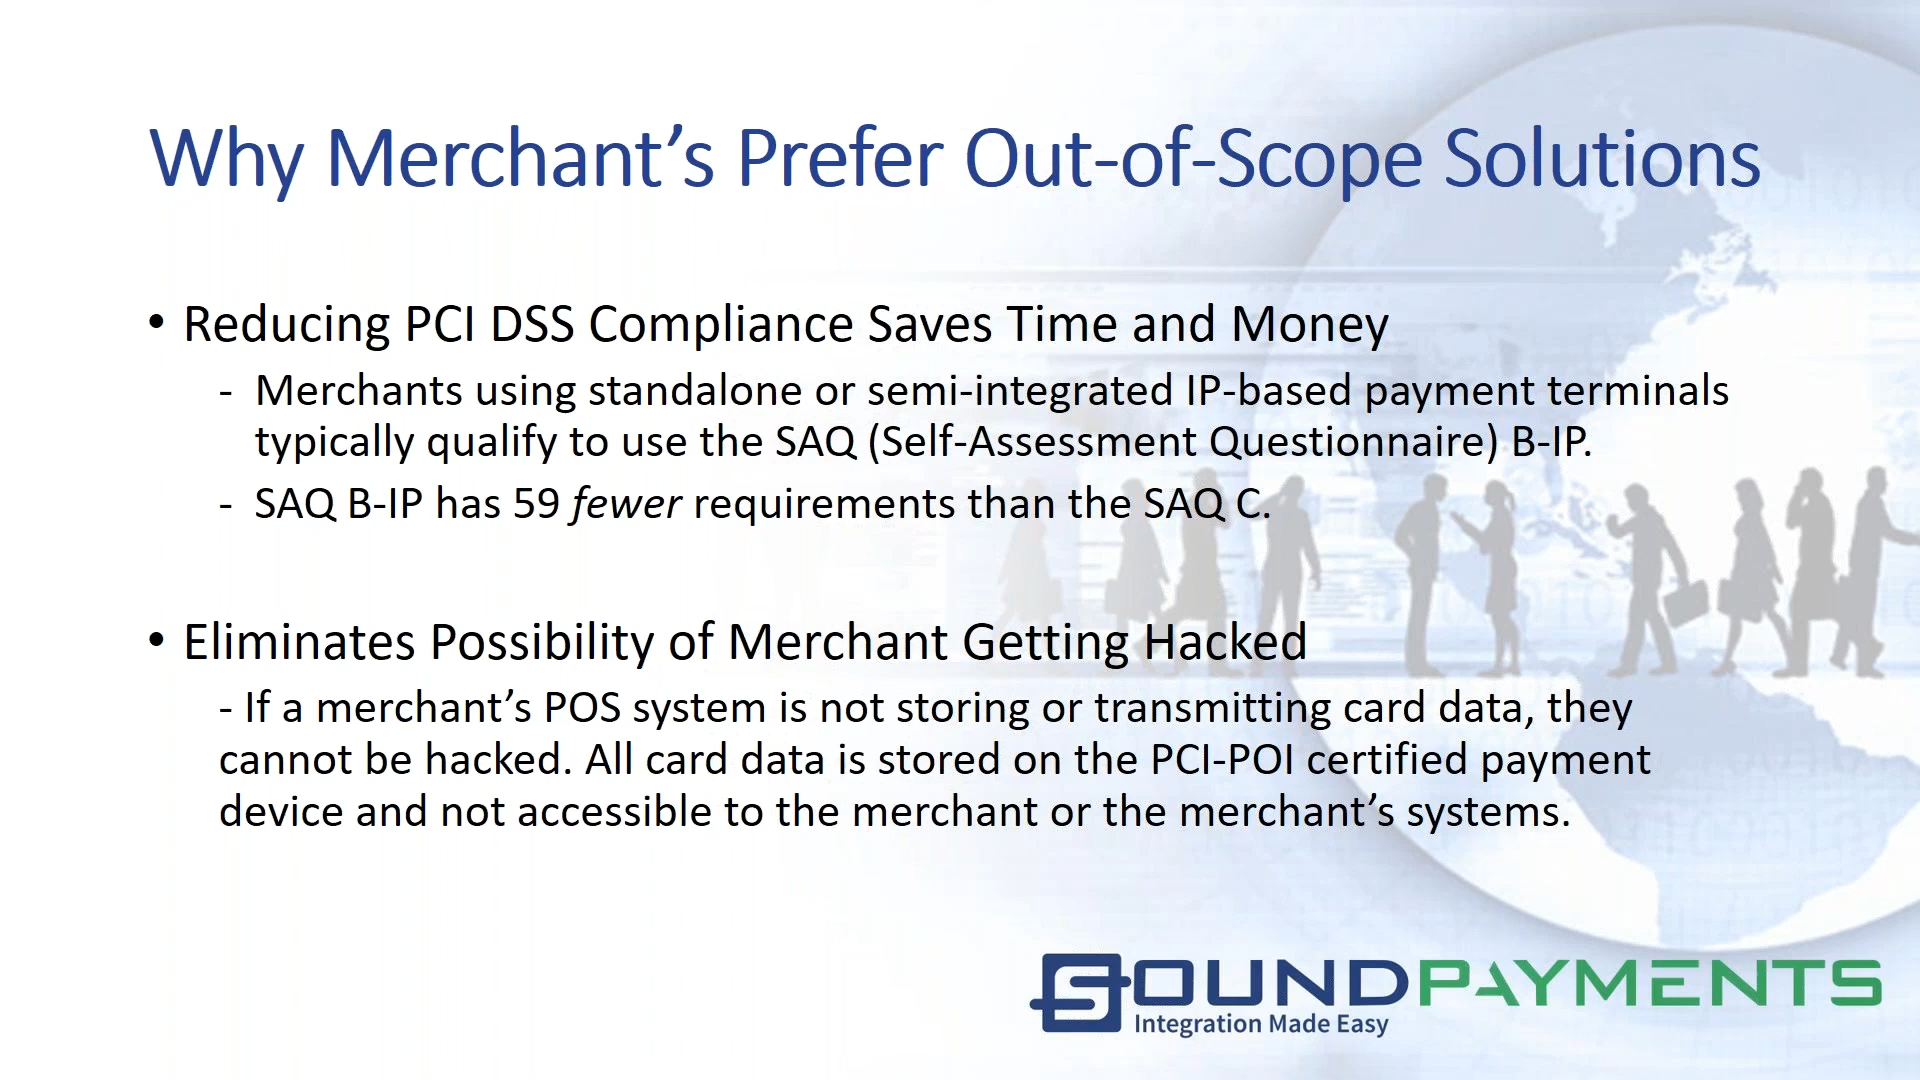 Why Merchant’s Prefer Out-of-Scope Solutions
• Reducing PCI DSS Compliance Saves Time and Money
- Merchants using standalone or semi-integrated IP-based payment terminals
typically qualify to use the SAQ (Self-Assessment Questionnaire) B-IP.
- SAQ B-IP has 59 fewer requirements than the SAQ C.
• Eliminates Possibility of Merchant Getting Hacked
- If a merchant’s POS system is not storing or transmitting card data, they
cannot be hacked. All card data is stored on the PCI-POI certified payment
device and not accessible to the merchant or the merchant’s systems.
SOUNDPAYMENTS
Integration Made Easy